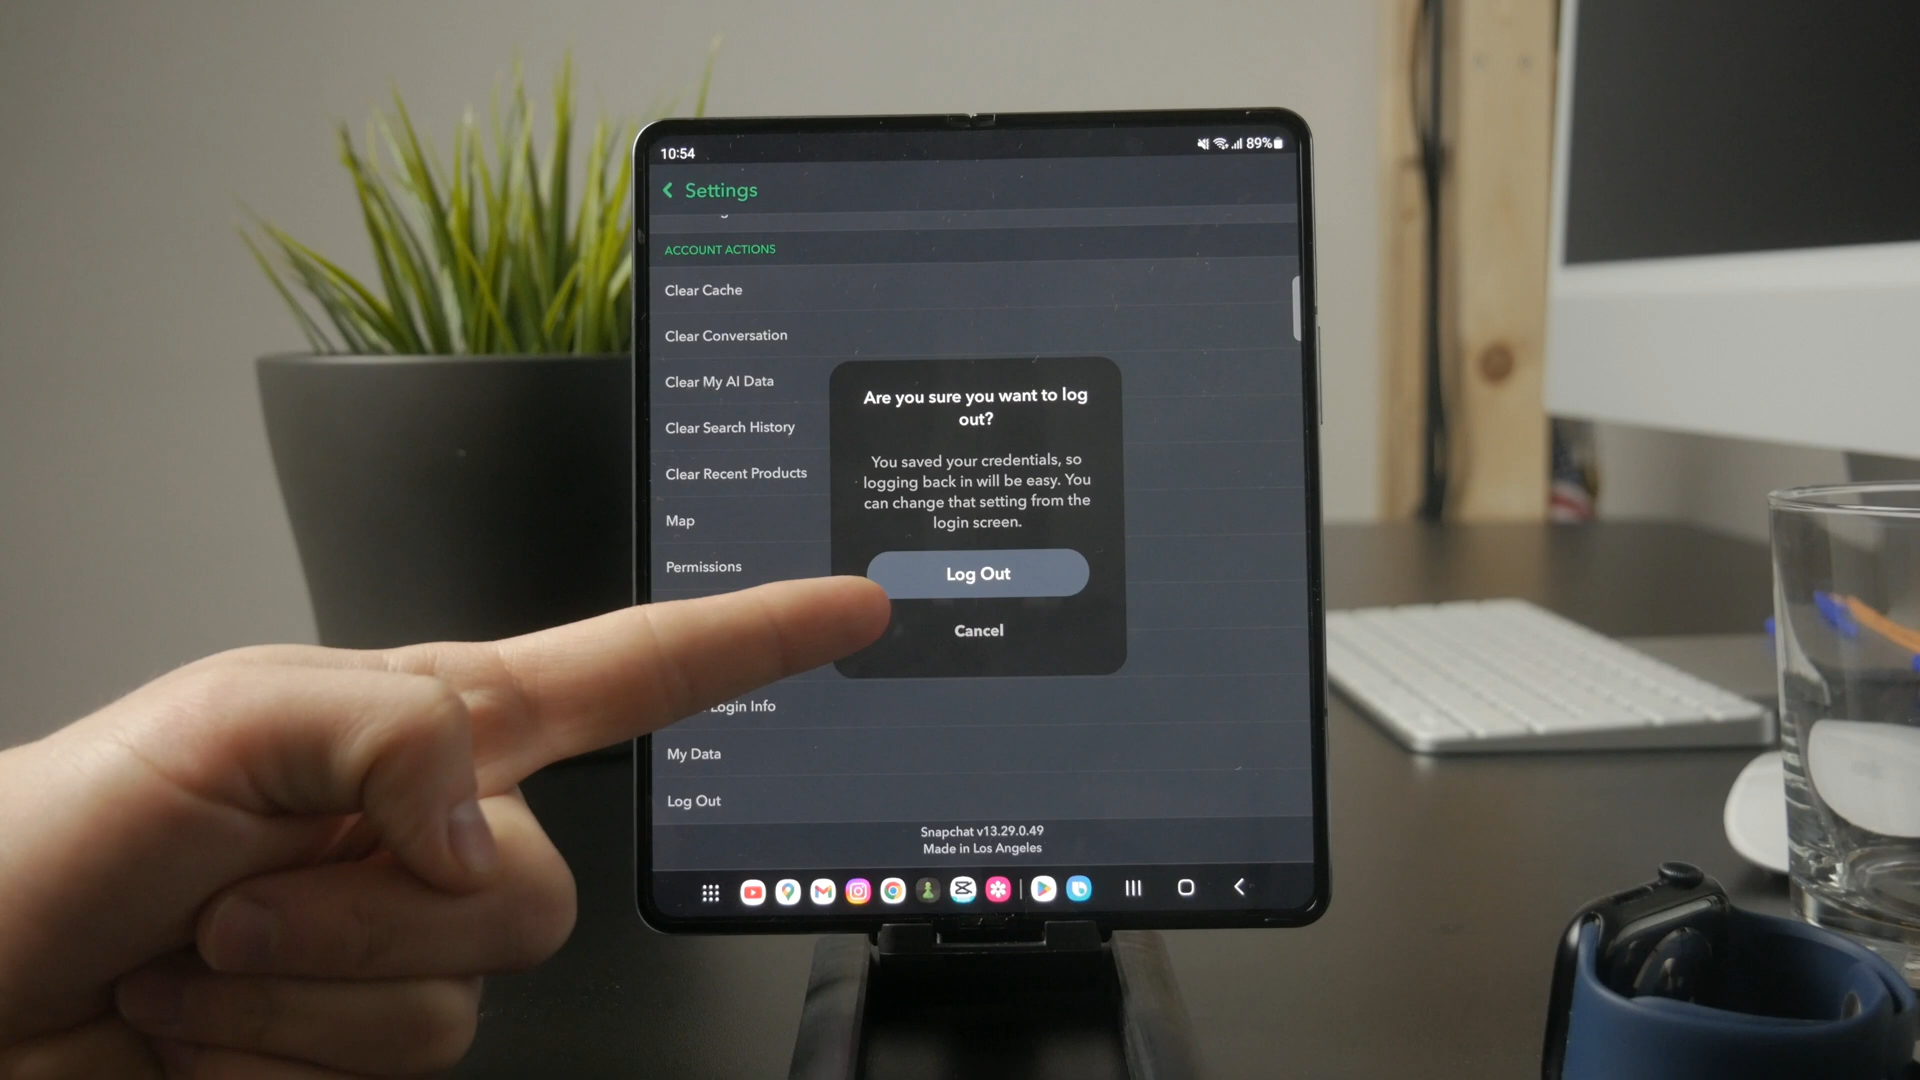 10:54
89%
Settings
ACCOUNT ACTIONS
Clear Cache
Clear Conversation
Clear My AI Data
Clear Search History
Clear Recent Products
Map
Permissions
Are you sure you want to log
out?
You saved your credentials, so
logging back in will be easy. You
can change that setting from the
login screen.
Log Out
Cancel
Login Info
My Data
Log Out
Snapchat v13.29.0.49
Made in Los Angeles